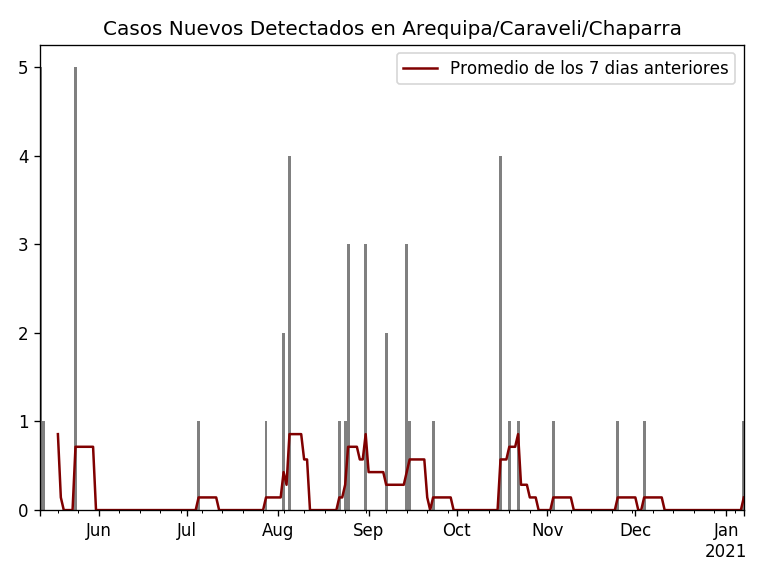 Casos Nuevos Detectados en Arequipa/Caraveli/Chaparra
Promedio de los 7 dias anteriores
5
4
3
2
1
0
Jun Jul Aug Sep Oct Nov Dec Jan
2021